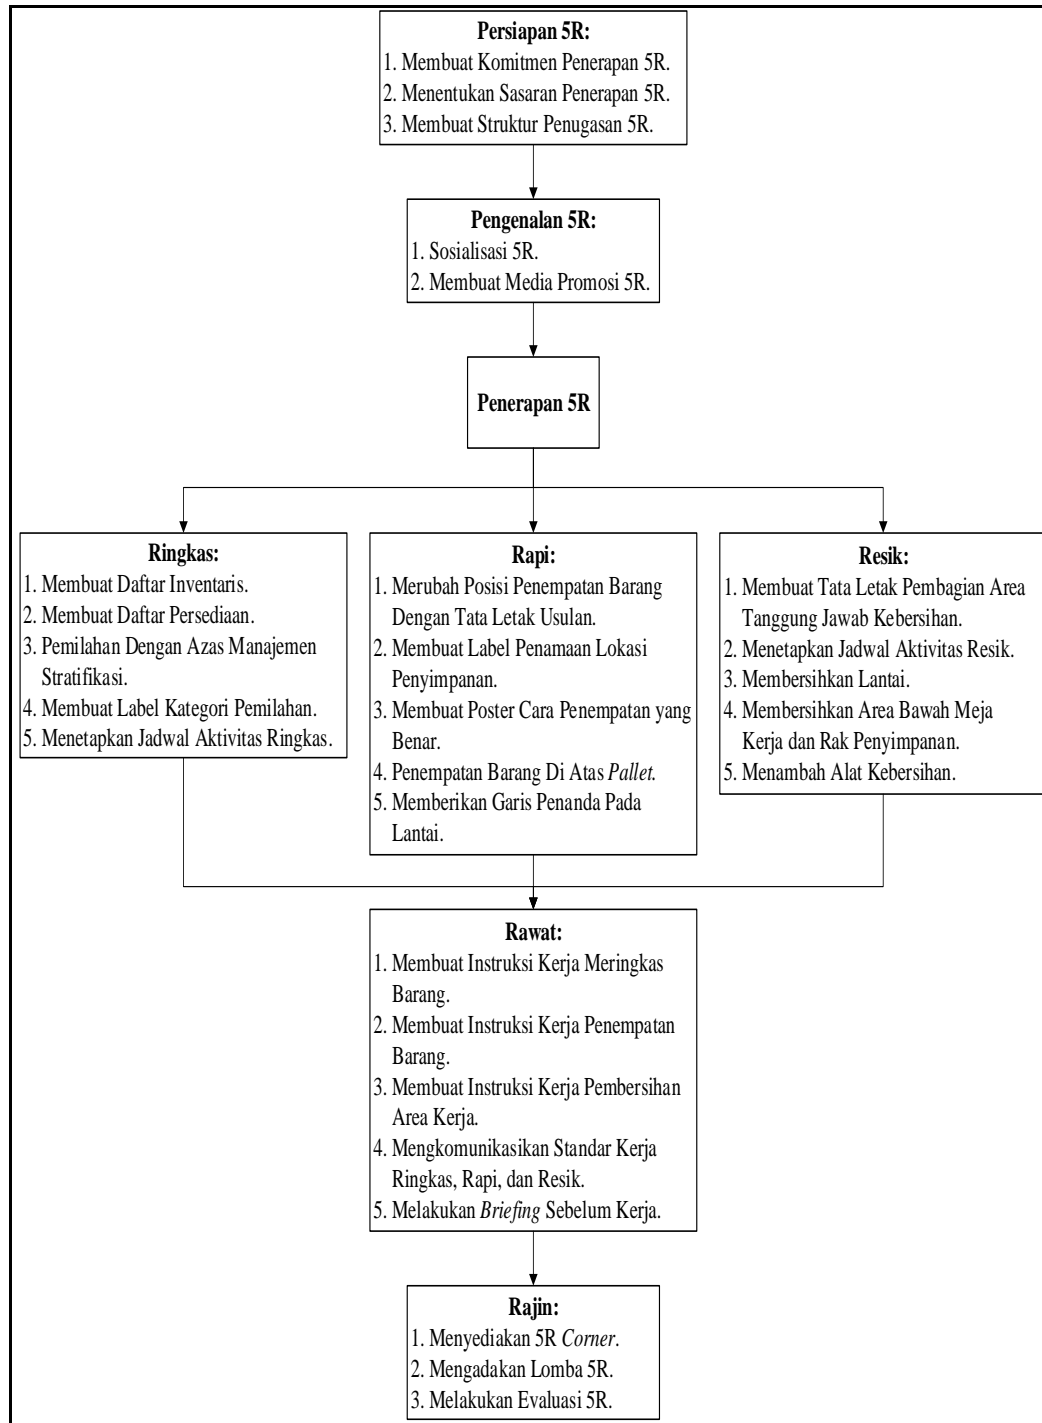 Persiapan 5R:
1. Membuat Komitmen Penerapan 5R.
2. Menentukan Sasaran Penerapan 5R.
3. Membuat Struktur Penugasan 5R.
Pengenalan 5R:
1. Sosialisasi 5R.
2. Membuat Media Promosi 5R.
Penerapan 5R
Ringkas:
1. Membuat Daftar Inventaris.
2. Membuat Daftar Persediaan.
3. Pemilahan Dengan Azas Manajemen
Stratifikasi.
4. Membuat Label Kategori Pemilahan.
5. Menetapkan Jadwal Aktivitas Ringkas.
Rapi:
1. Merubah Posisi Penempatan Barang
Dengan Tata Letak Usulan.
2. Membuat Label Penamaan Lokasi
Penyimpanan.
3. Membuat Poster Cara Penempatan yang
Benar.
4. Penempatan Barang Di Atas Pallet.
5. Memberikan Garis Penanda Pada
Lantai.
Resik:
1. Membuat Tata Letak Pembagian Area
Tanggung Jawab Kebersihan.
2. Menetapkan Jadwal Aktivitas Resik.
3. Membersihkan Lantai.
4. Membersihkan Area Bawah Meja
Kerja dan Rak Penyimpanan.
5. Menambah Alat Kebersihan.
Rawat:
1. Membuat Instruksi Kerja Meringkas
Barang.
2. Membuat Instruksi Kerja Penempatan
Barang.
3. Membuat Instruksi Kerja Pembersihan
Area Kerja.
4. Mengkomunikasikan Standar Kerja
Ringkas, Rapi, dan Resik.
5. Melakukan Briefing Sebelum Kerja.
Rajin:
1. Menyediakan 5R Corner.
2. Mengadakan Lomba 5R.
3. Melakukan Evaluasi 5R.